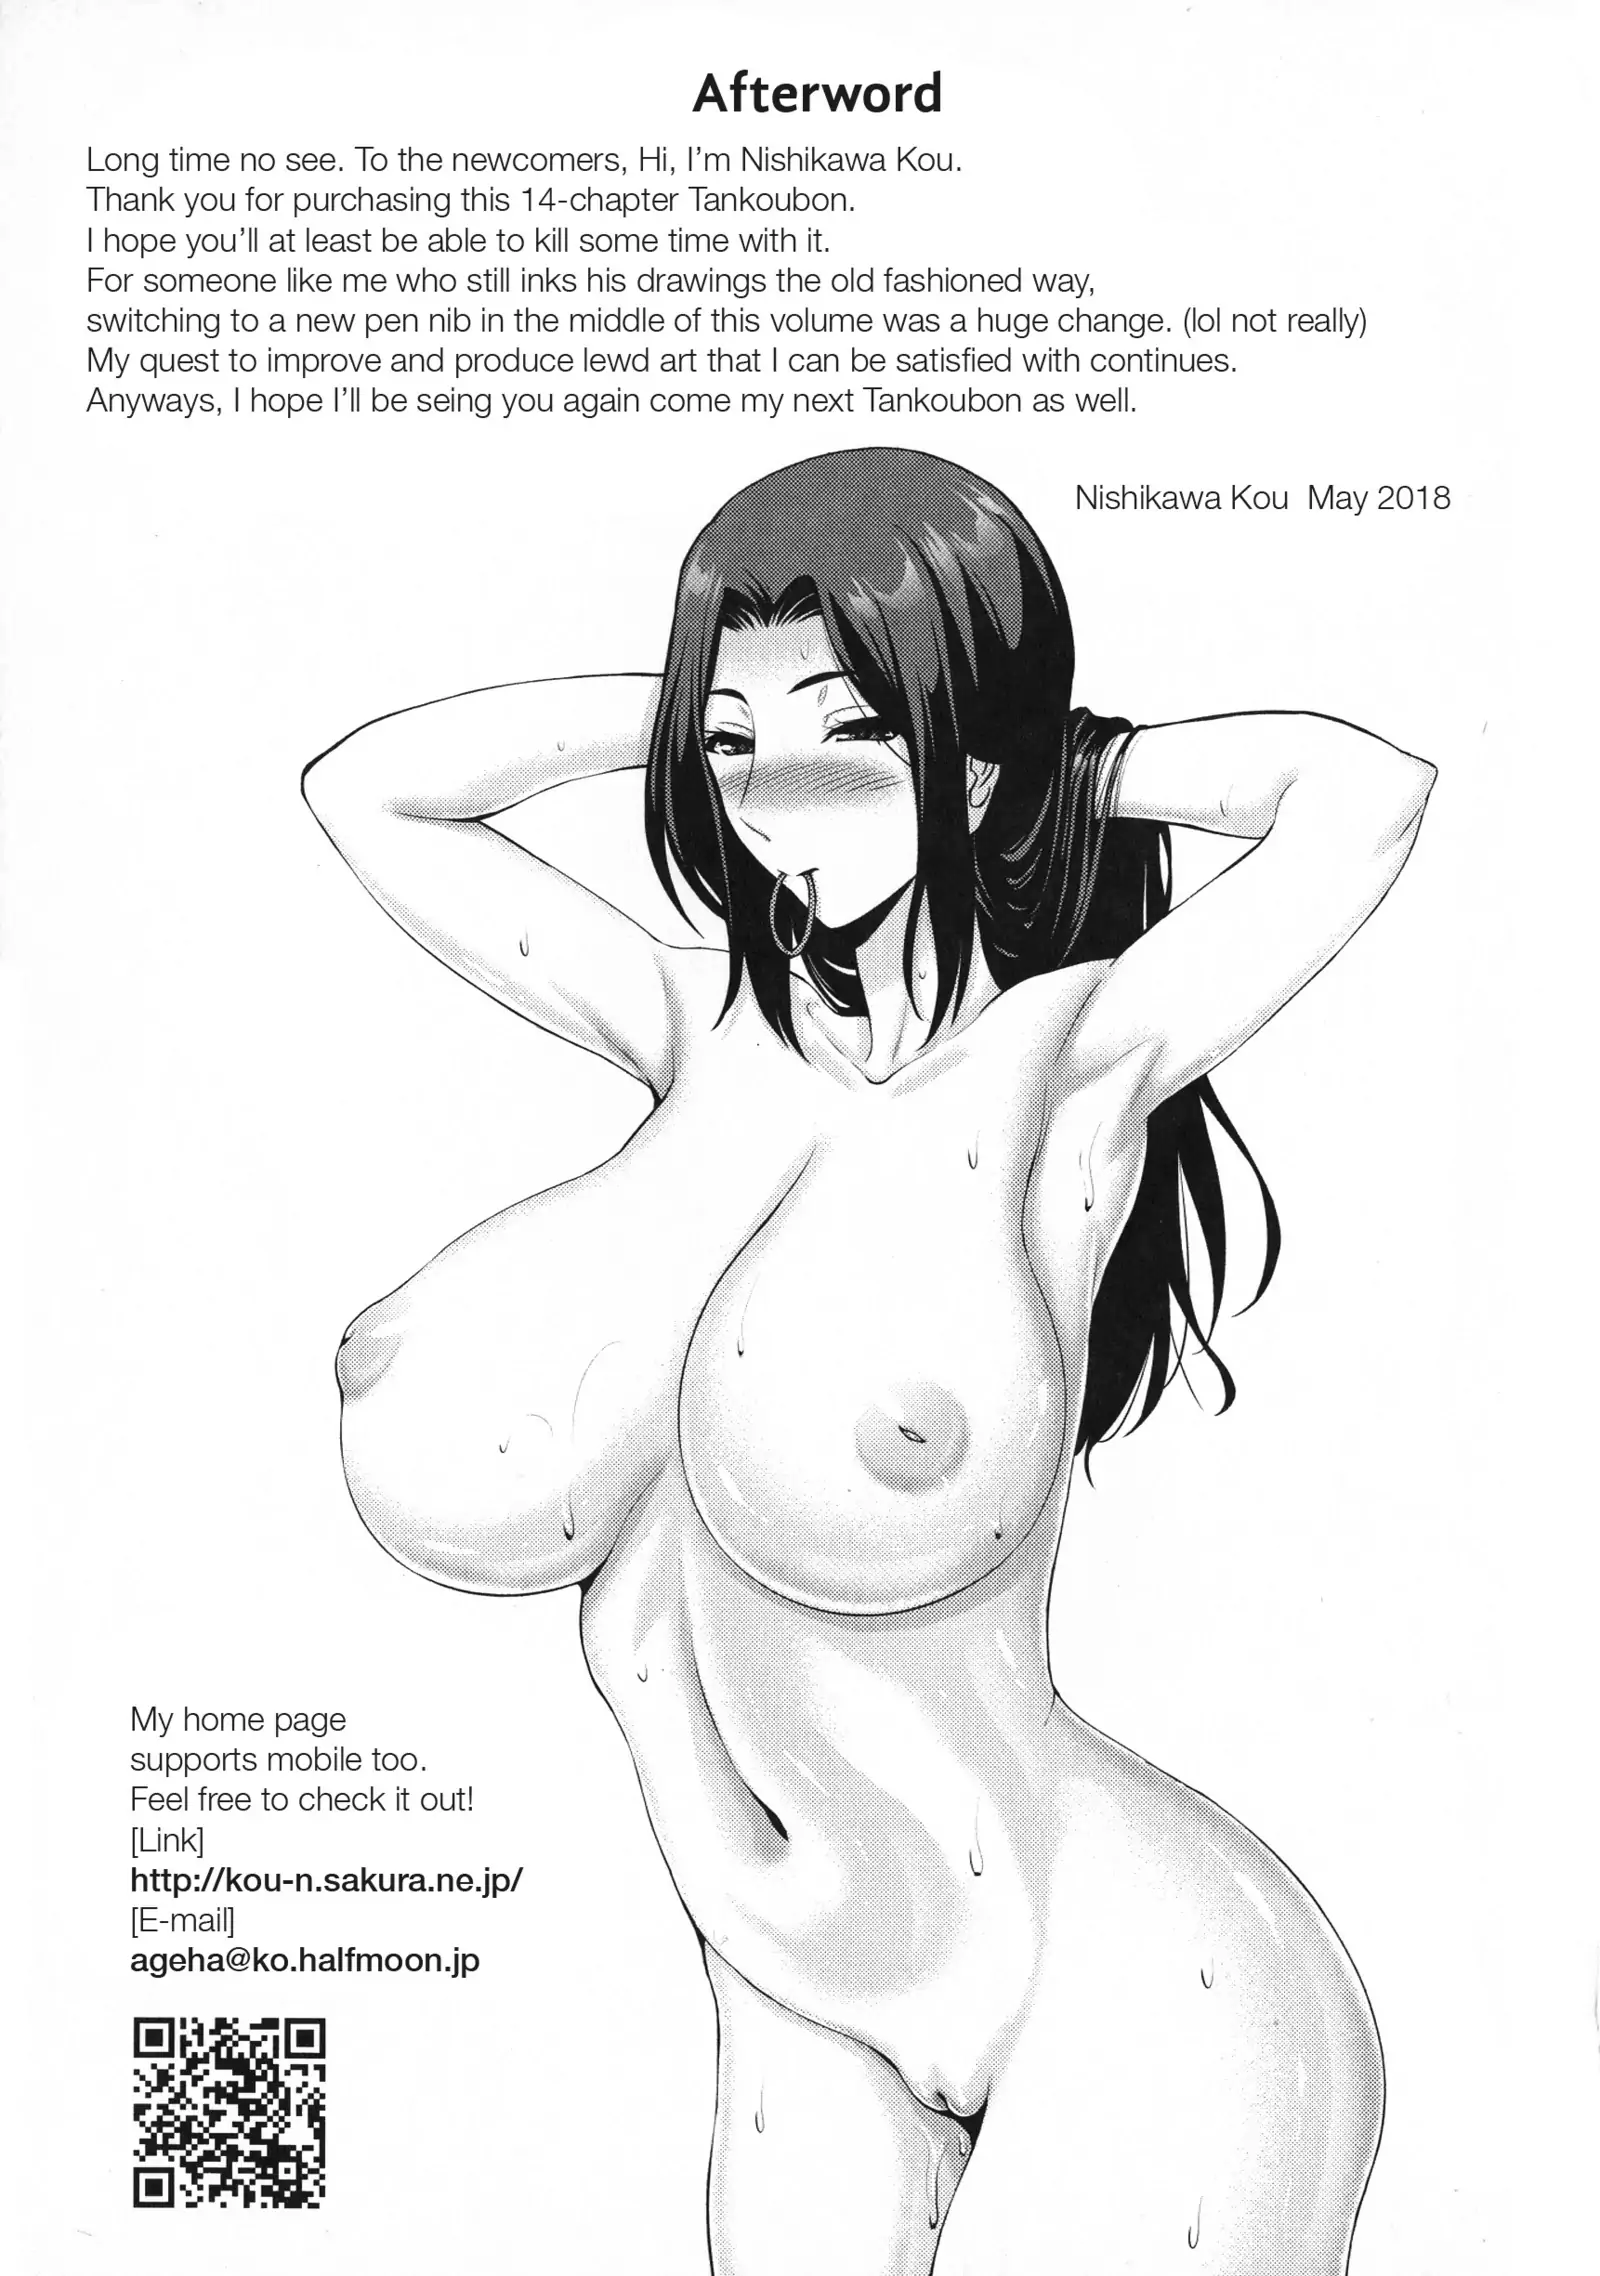 Afterword
Long time no see. To the newcomers, Hi, I'm Nishikawa Kou.
Thank you for purchasing this 14-chapter Tankoubon.
I hope you'll at least be able to kill some time with it.
For someone like me who still inks his drawings the old fashioned way,
switching to a new pen nib in the middle of this volume was a huge change. (lol not really)
My quest to improve and produce lewd art that I can be satisfied with continues.
Anyways, I hope I'll be seing you again come my next Tankoubon as well.
Nishikawa Kou May 2018
My home page
supports mobile too.
Feel free to check it out!
[Link]
http://kou-n.sakura.ne.jp/
[E-mail]
ageha@ko.halfmoon.jp